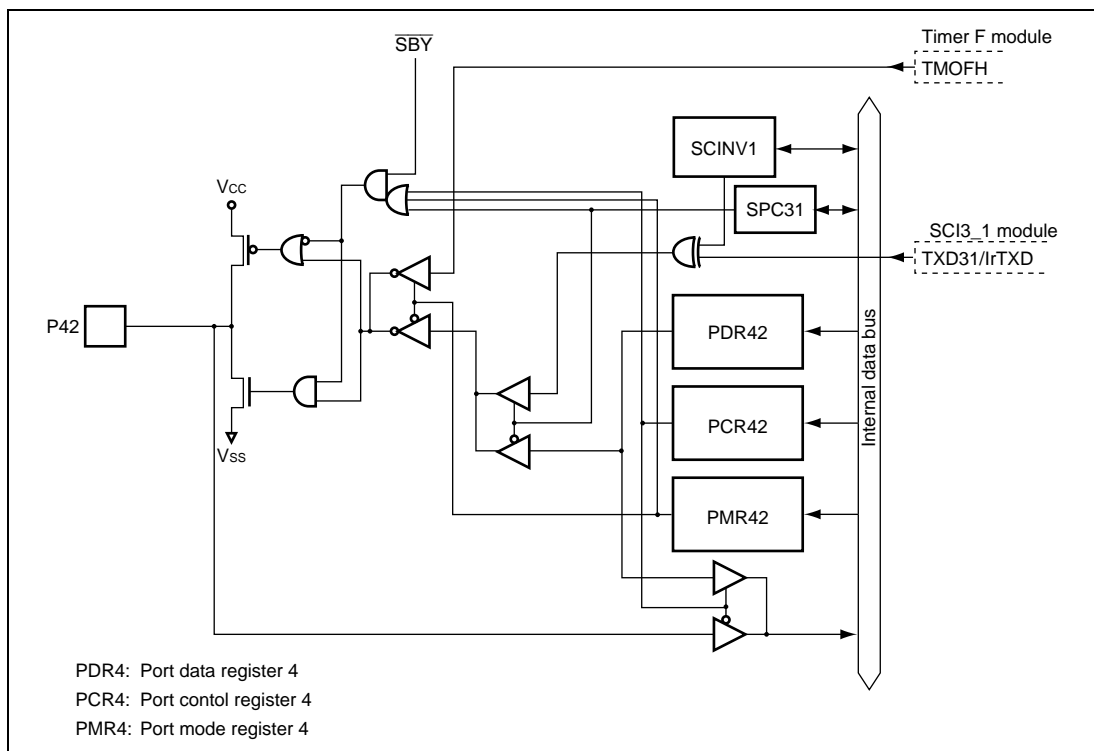 Timer F module
SBY
TMOFH
SCINV1
VCC
SPC31
SCI3_1 module
TXD31/IrTXD
P42
PDR42
Internal data bus
PCR42
VSS
PMR42
PDR4: Port data register 4
PCR4: Port contol register 4
PMR4: Port mode register 4